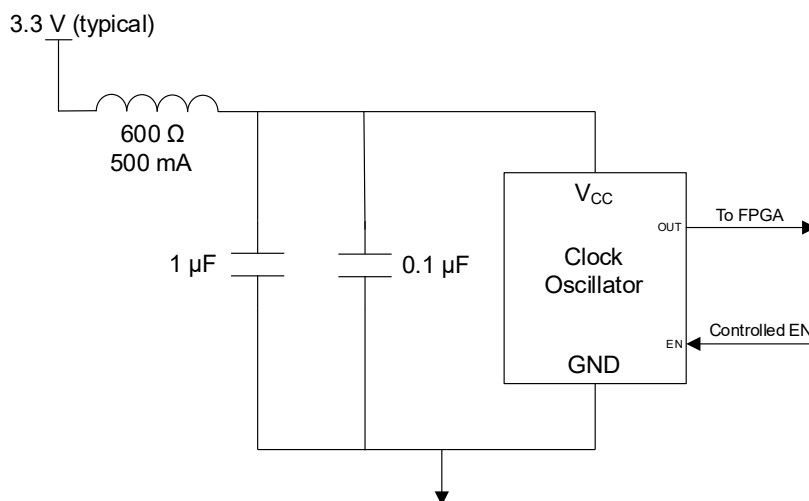 3.3 V (typical)
600 Ω
500 mA
1 µF
0.1 µF
VCC
OUT
To FPGA
Clock
Oscillator
EN
Controlled EN
GND